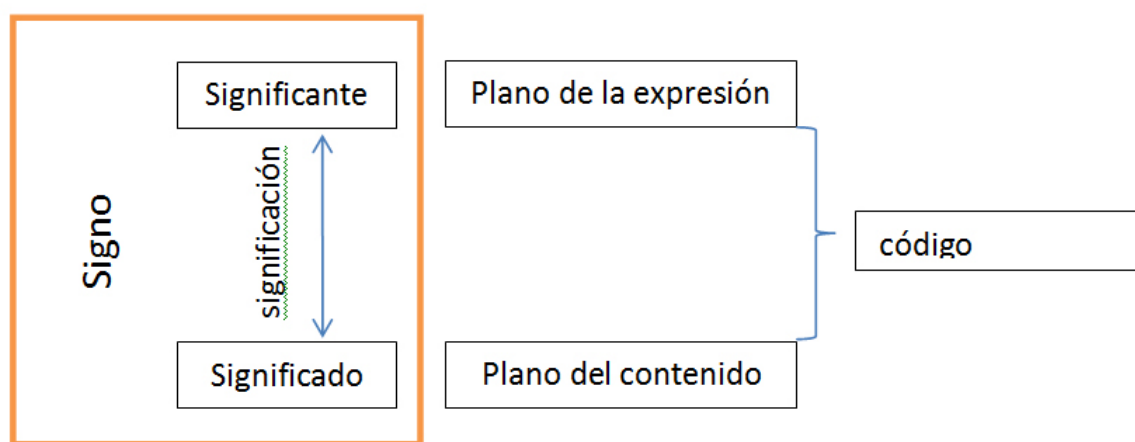 Significante
Plano de la expresión
Signo
significación
código
Significado
Plano del contenido